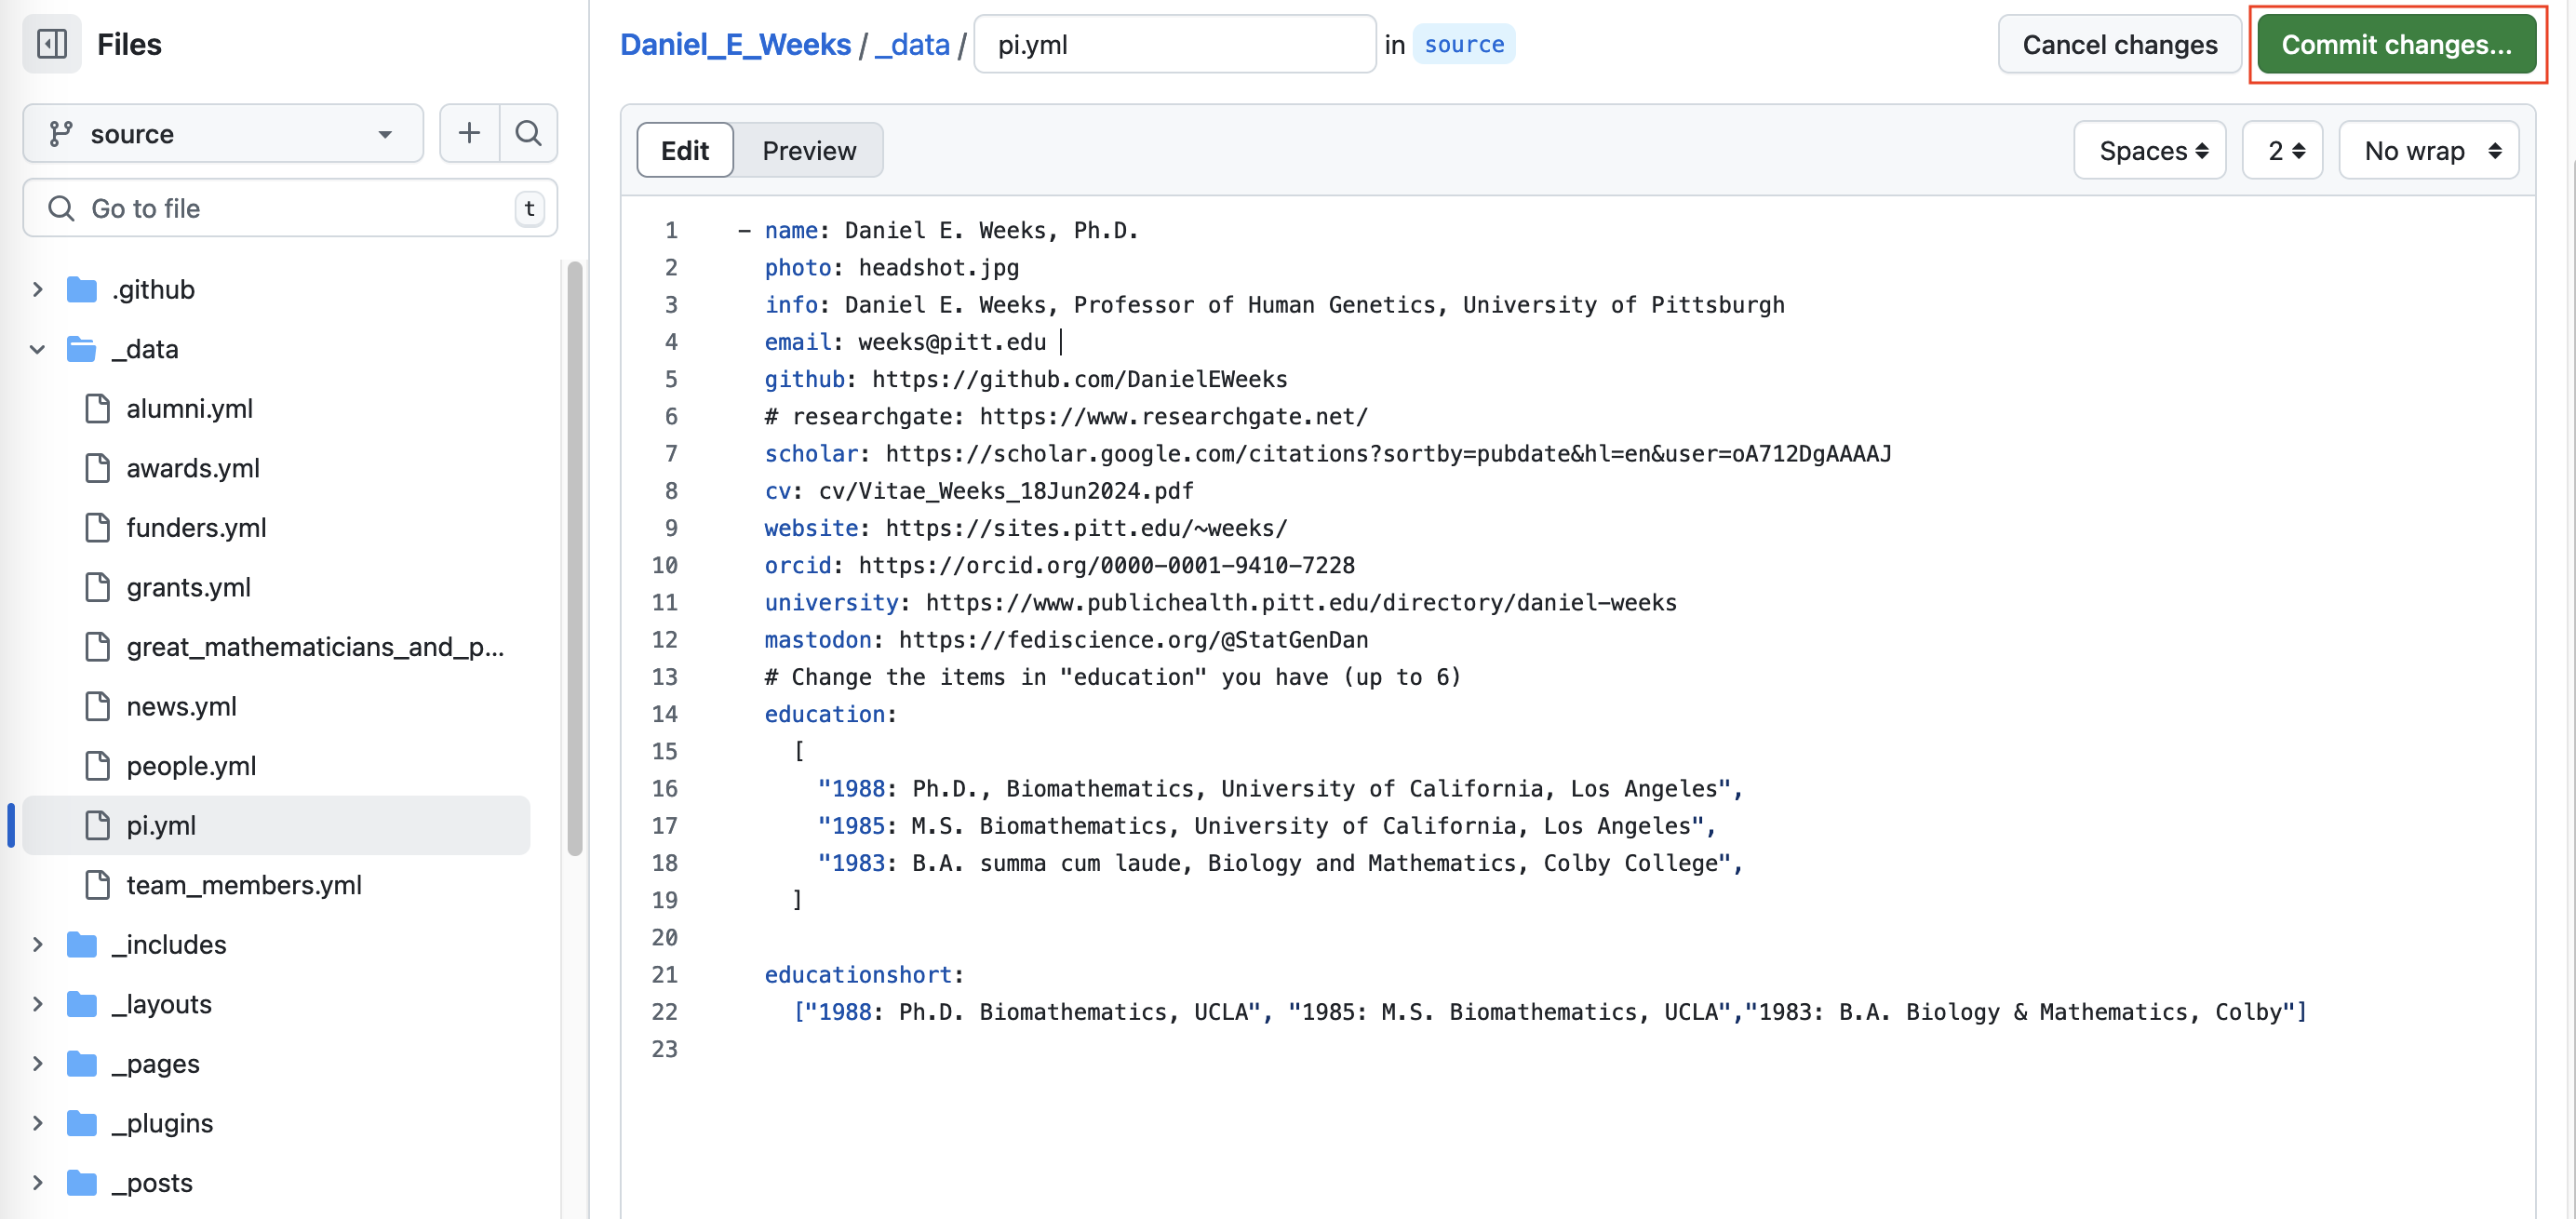 Files
source
Go to file
t
.github
_data
alumni.yml
awards.yml
funders.yml
grants.yml
great_mathematicians_and_p...
news.yml
people.yml
pi.yml
team_members.yml
_includes
_layouts
_pages
_plugins
_posts
Daniel_E_Weeks / _data / pi.yml in source
Cancel changes
Commit changes...
Edit Preview
Spaces 2 No wrap
1 - name: Daniel E. Weeks, Ph.D.
2 photo: headshot.jpg
3 info: Daniel E. Weeks, Professor of Human Genetics, University of Pittsburgh
4 email: weeks@pitt.edu
5 github: https://github.com/DanielEWeeks
6 # researchgate: https://www.researchgate.net/
7 scholar: https://scholar.google.com/citations?sortby=pubdate&hl=en&user=oA712DgAAAAJ
8 cv: cv/Vitae_Weeks_18Jun2024.pdf
9 website: https://sites.pitt.edu/~weeks/
10 orcid: https://orcid.org/0000-0001-9410-7228
11 university: https://www.publichealth.pitt.edu/directory/daniel-weeks
12 mastodon: https://fediscience.org/@StatGenDan
13 # Change the items in "education" you have (up to 6)
14 education:
15 [
16 "1988: Ph.D., Biomathematics, University of California, Los Angeles",
17 "1985: M.S. Biomathematics, University of California, Los Angeles",
18 "1983: B.A. summa cum laude, Biology and Mathematics, Colby College",
19 ]
20
21 educationshort:
22 ["1988: Ph.D. Biomathematics, UCLA", "1985: M.S. Biomathematics, UCLA","1983: B.A. Biology & Mathematics, Colby"]
23